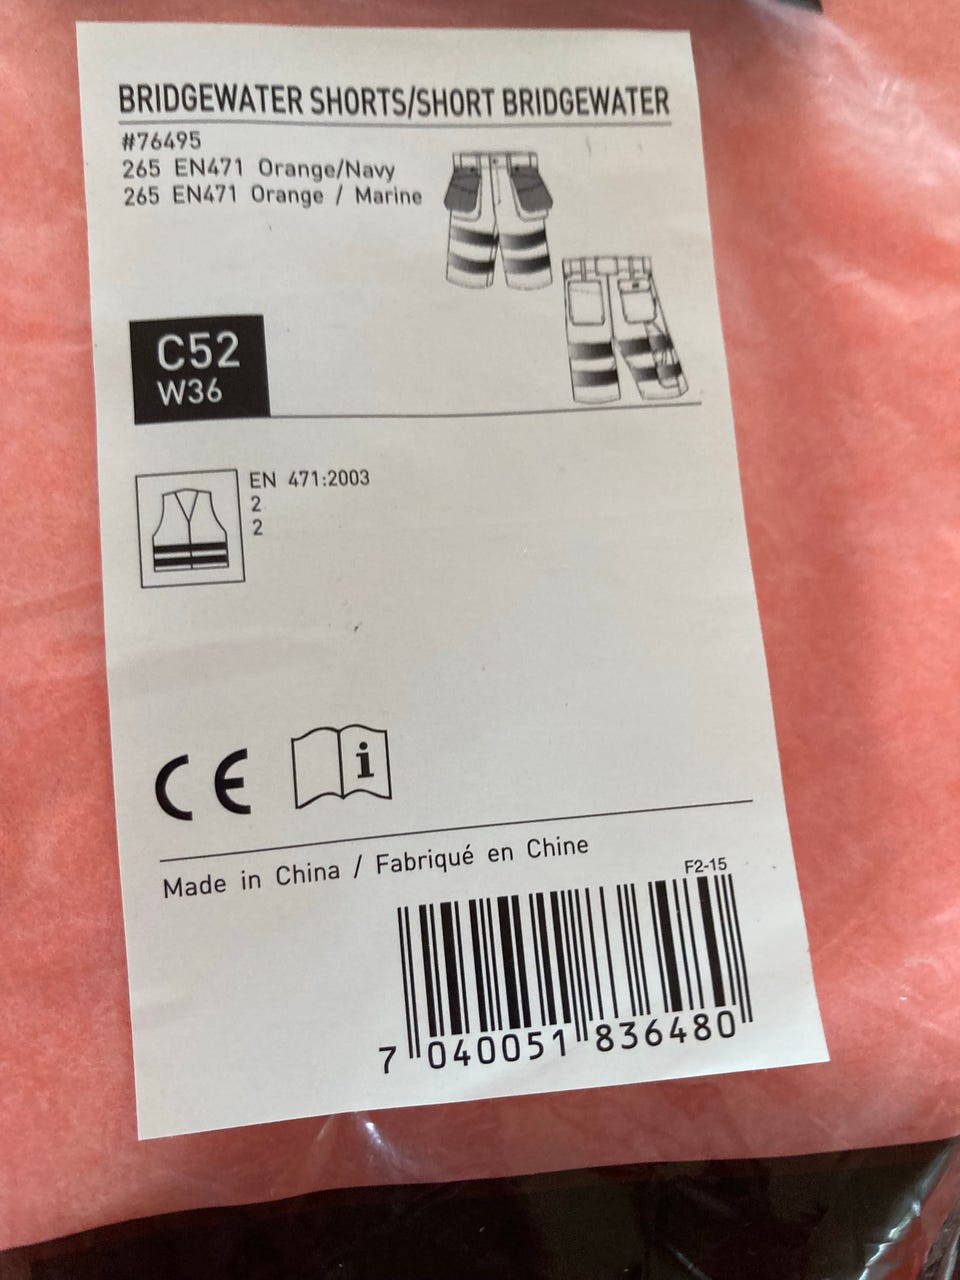 BRIDGEWATER SHORTS/SHORT BRIDGEWATER
#76495
265 EN471 Orange/Navy
265 EN471 Orange / Marine
C52
W36
EN 471:2003
2
2
CE
i
Made in China / Fabriqué en Chine
F2-15
7 040051 836480